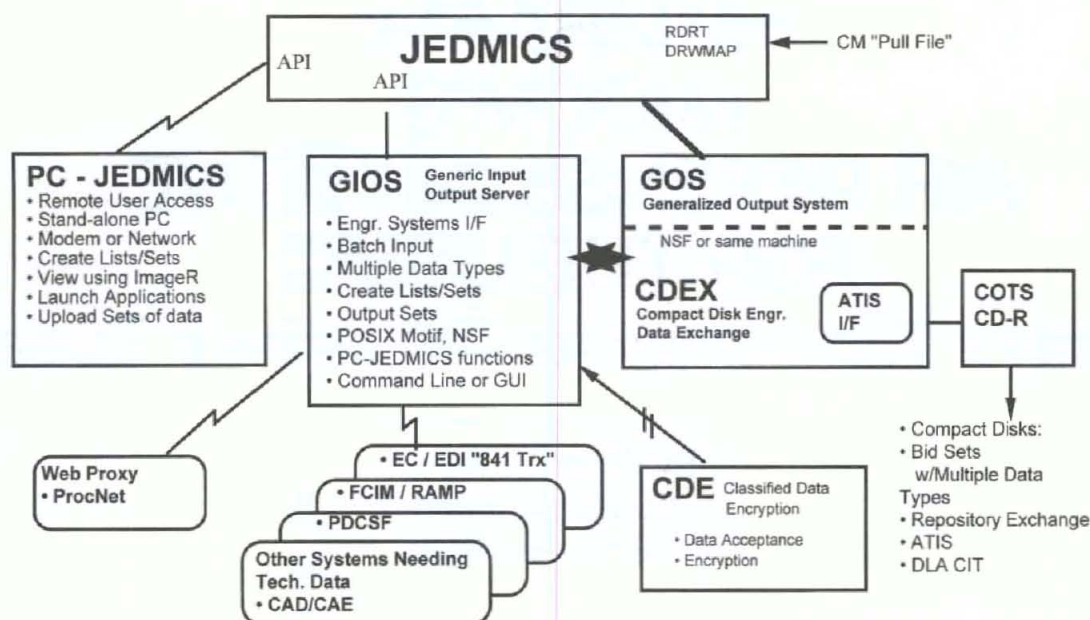 JEDMICS
API
API
RDRT
DRWMAP
CM "Pull File"
PC - JEDMICS
• Remote User Access
• Stand-alone PC
• Modem or Network
• Create Lists/Sets
• View using ImageR
• Launch Applications
• Upload Sets of data
GIOS Generic Input
Output Server
• Engr. Systems I/F
• Batch Input
• Multiple Data Types
• Create Lists/Sets
• Output Sets
• POSIX Motif, NSF
• PC-JEDMICS functions
• Command Line or GUI
GOS
Generalized Output System
NSF or same machine
CDEX
Compact Disk Engr.
Data Exchange
ATIS
I/F
COTS
CD-R
• Compact Disks:
• Bid Sets
w/Multiple Data
Types
• Repository Exchange
• ATIS
• DLA CIT
Web Proxy
• ProcNet
• EC / EDI "841 Trx"
• FCIM / RAMP
• PDCSF
Other Systems Needing
Tech. Data
• CAD/CAE
CDE Classified Data
Encryption
• Data Acceptance
• Encryption